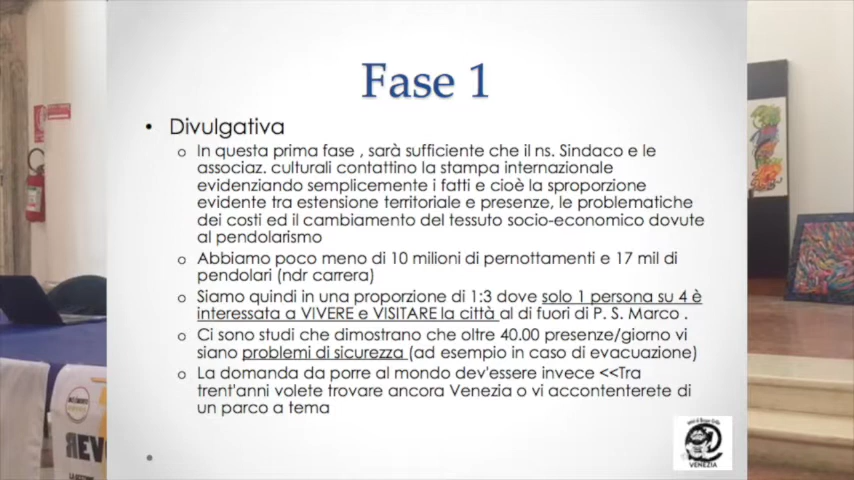 Fase 1
• Divulgativa
o In questa prima fase , sarà sufficiente che il ns. Sindaco e le
associaz. culturali contattino la stampa internazionale
evidenziando semplicemente i fatti e cioè la sproporzione
evidente tra estensione territoriale e presenze, le problematiche
dei costi ed il cambiamento del tessuto socio-economico dovute
al pendolarismo
o Abbiamo poco meno di 10 milioni di pernottamenti e 17 mil di
pendolari (ndr carrera)
o Siamo quindi in una proporzione di 1:3 dove solo 1 persona su 4 è
interessata a VIVERE e VISITARE la città al di fuori di P. S. Marco .
o Ci sono studi che dimostrano che oltre 40.00 presenze/giorno vi
siano problemi di sicurezza (ad esempio in caso di evacuazione)
o La domanda da porre al mondo dev'essere invece <<Tra
trent'anni volete trovare ancora Venezia o vi accontenterete di
un parco a tema
•
VENEZIA
REV